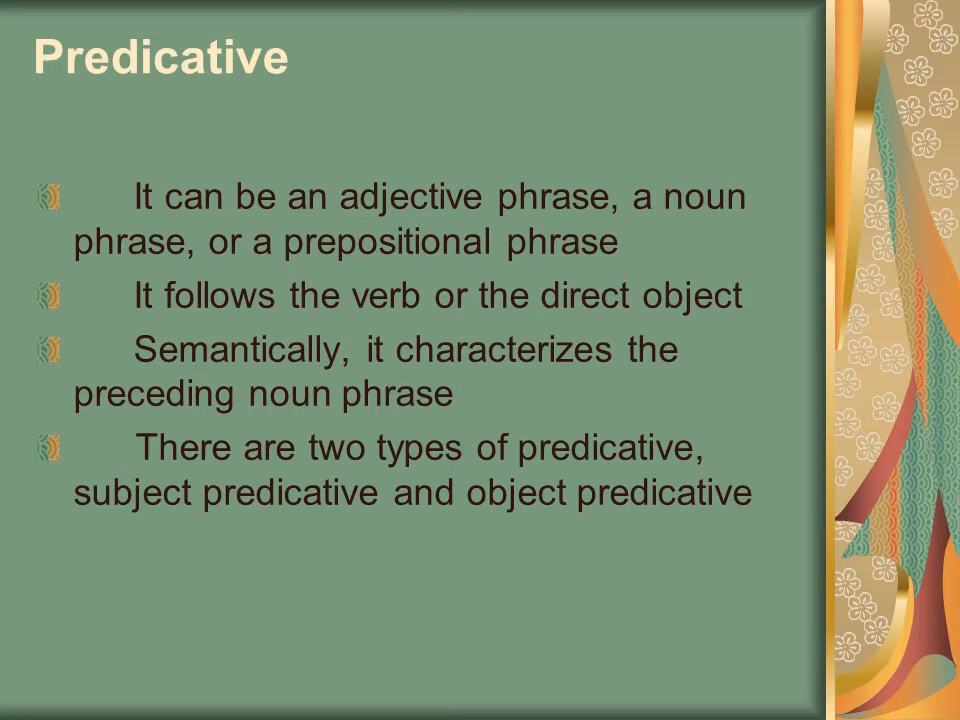 Predicative
It can be an adjective phrase, a noun
phrase, or a prepositional phrase
It follows the verb or the direct object
Semantically, it characterizes the
preceding noun phrase
There are two types of predicative,
subject predicative and object predicative